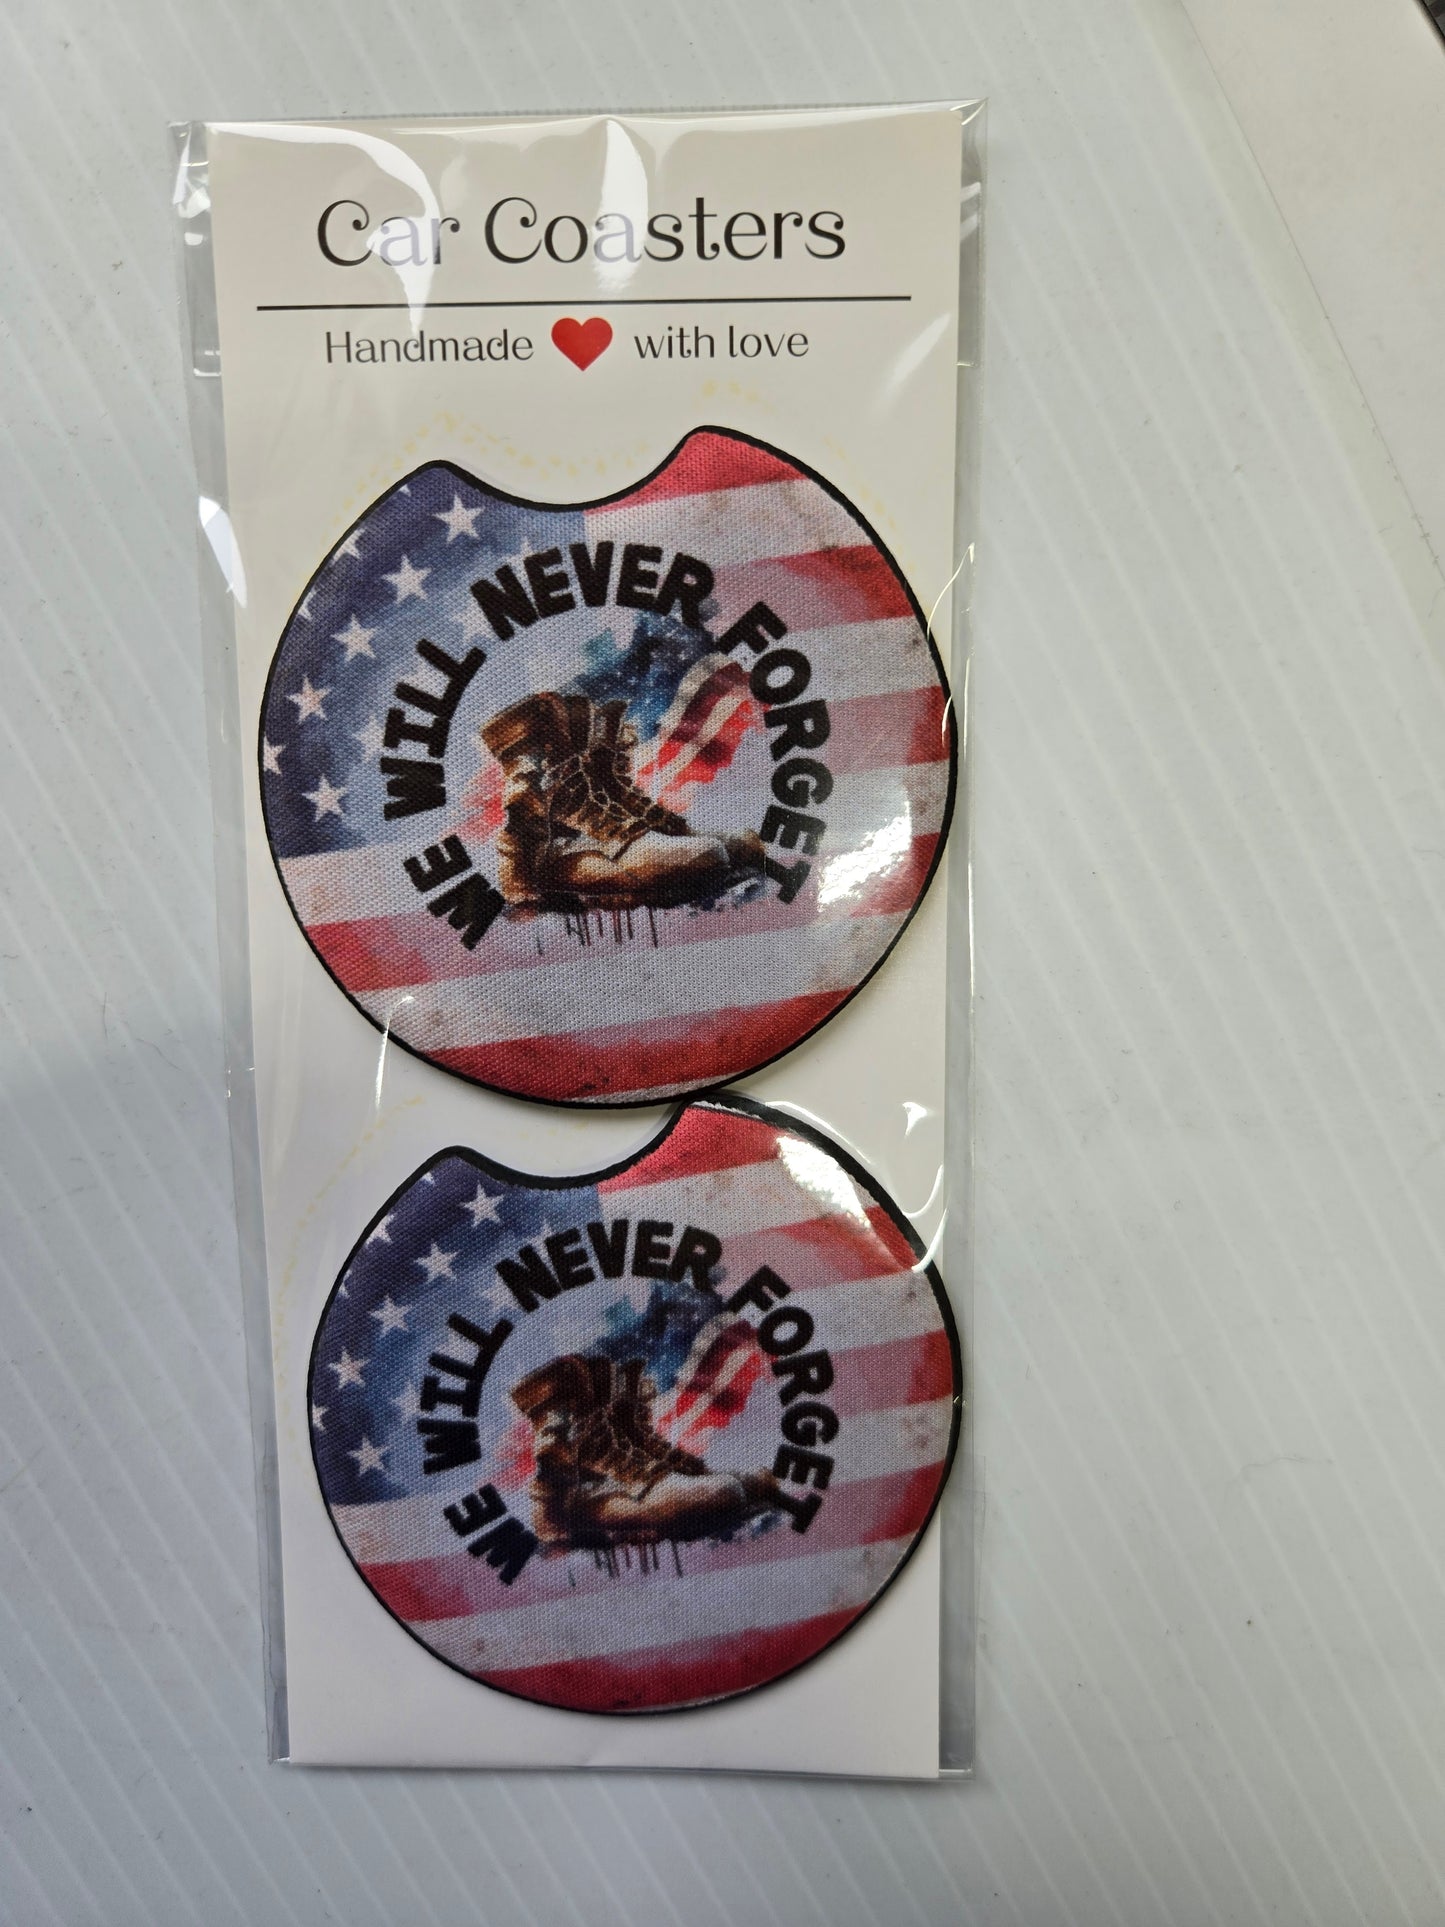 Car Coasters
Handmade with love
WE WILL NEVER FORGET
WE WILL NEVER FORGET